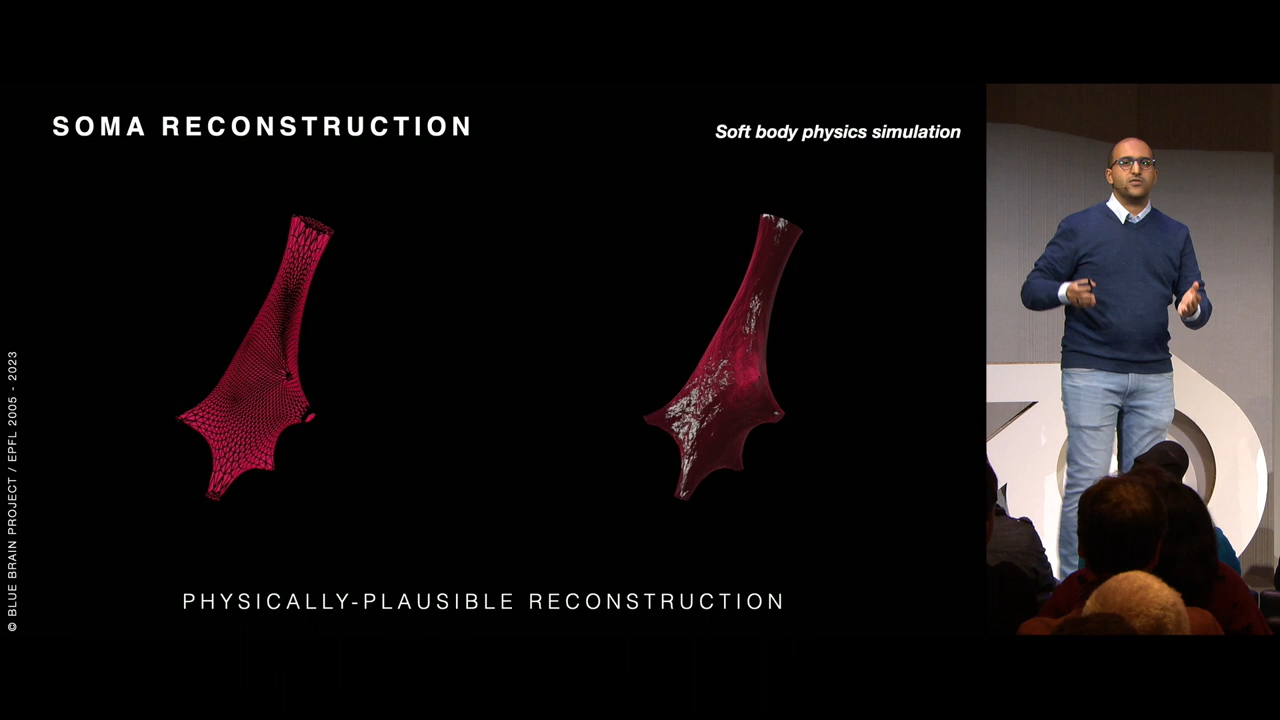 SOMA RECONSTRUCTION
Soft body physics simulation
PHYSICALLY-PLAUSIBLE RECONSTRUCTION
© BLUE BRAIN PROJECT / EPFL 2005 - 2023